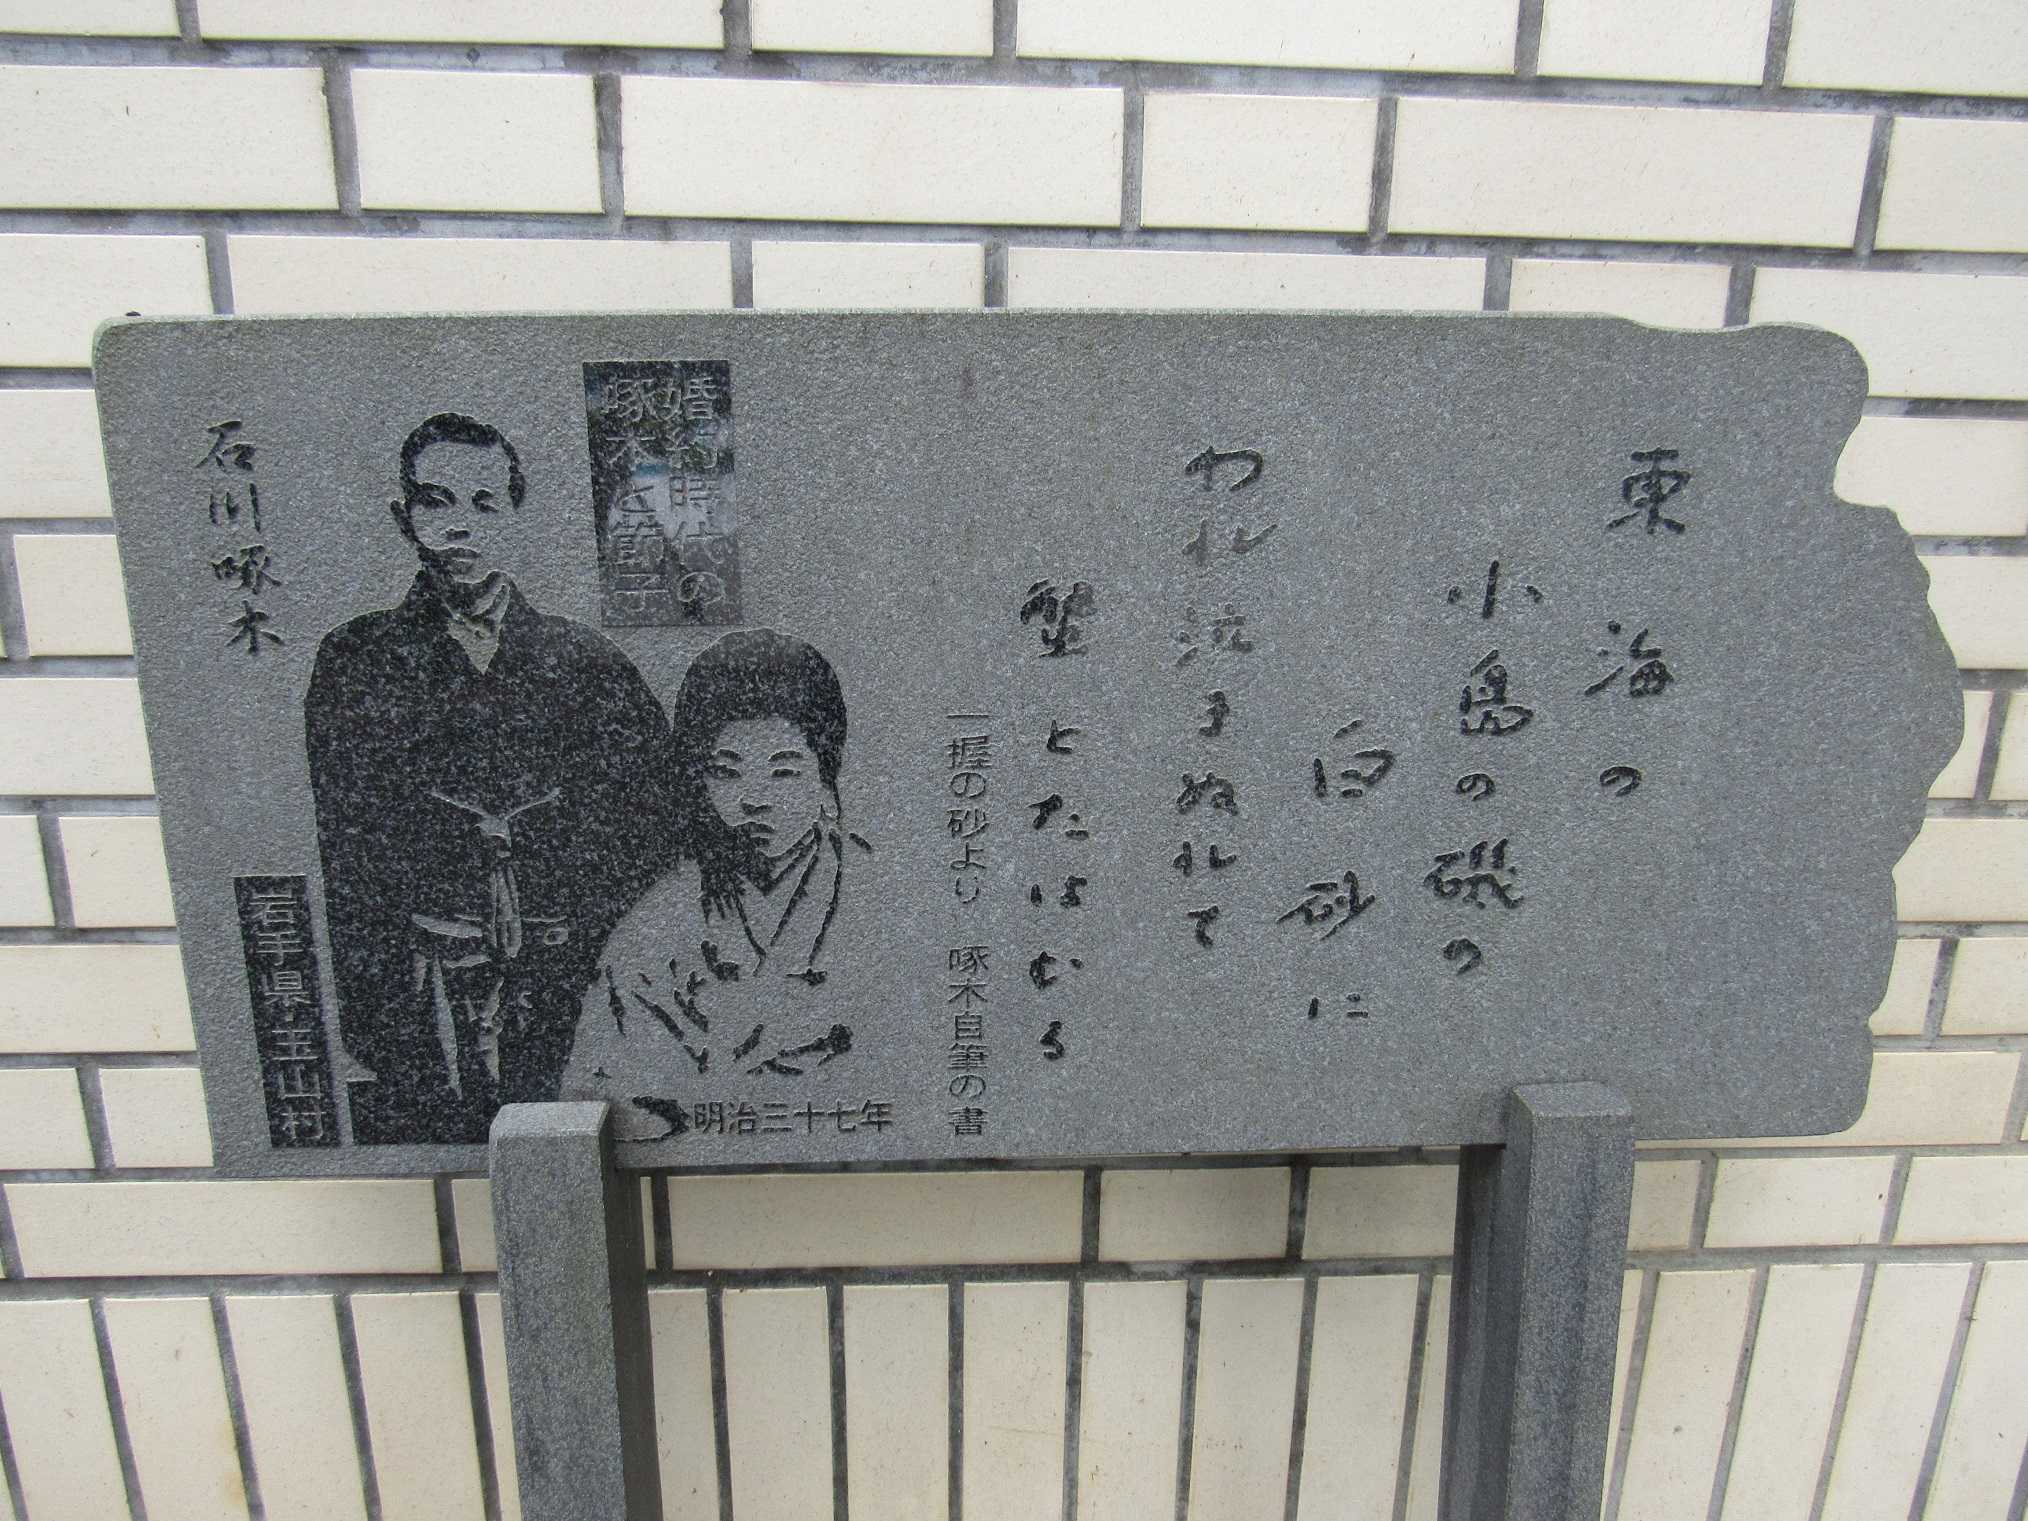 東海の
小島の磯の
白砂に
われ泣きぬれて
蟹とたはむる
一握の砂より 啄木自筆の書
婚約時代の
啄木と節子
明治三十七年
石川啄木
岩手県・玉山村